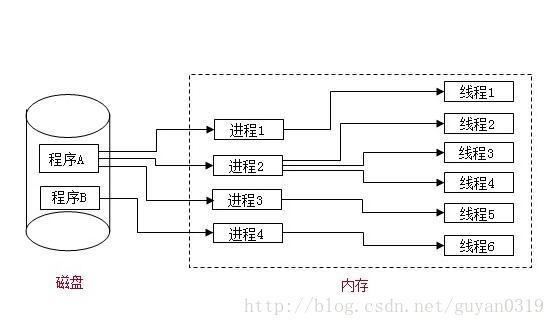 线程1
进程1
线程2
程序A
进程2
线程3
线程4
程序B
进程3
线程5
进程4
线程6
磁盘
内存
http://blog.csdn.net/guyan0319